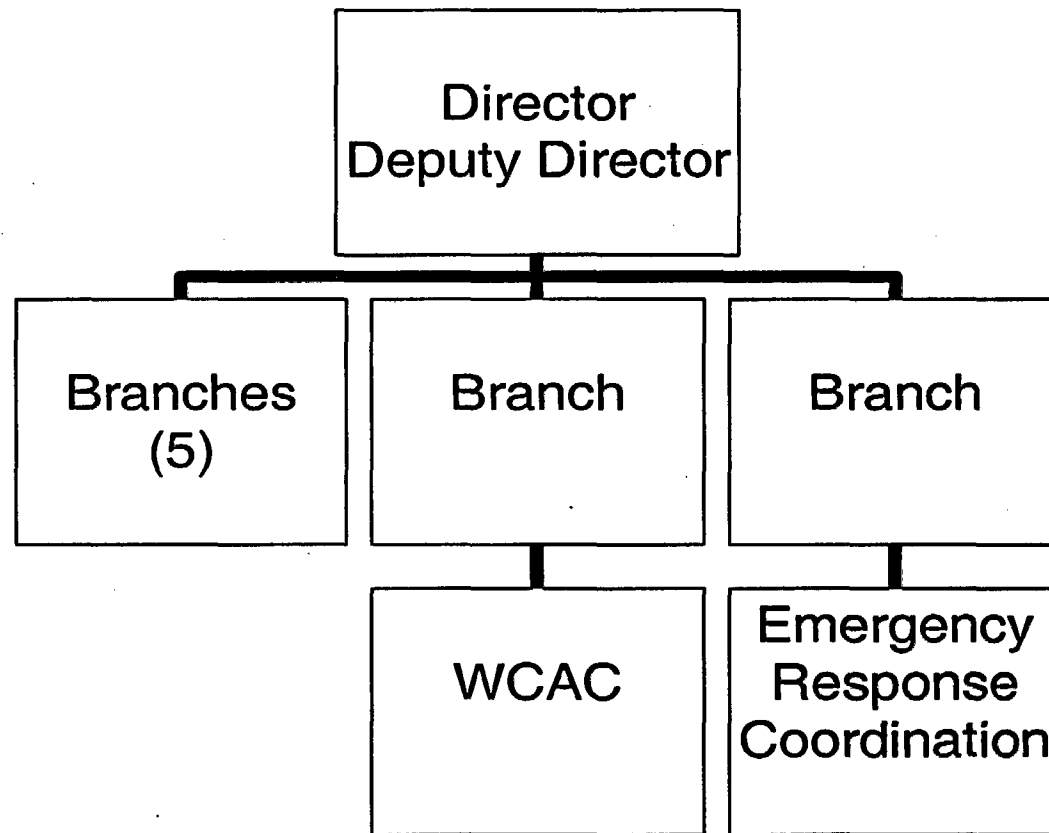 Director
Deputy Director
Branches
(5)
Branch
Branch
WCAC
Emergency
Response
Coordination